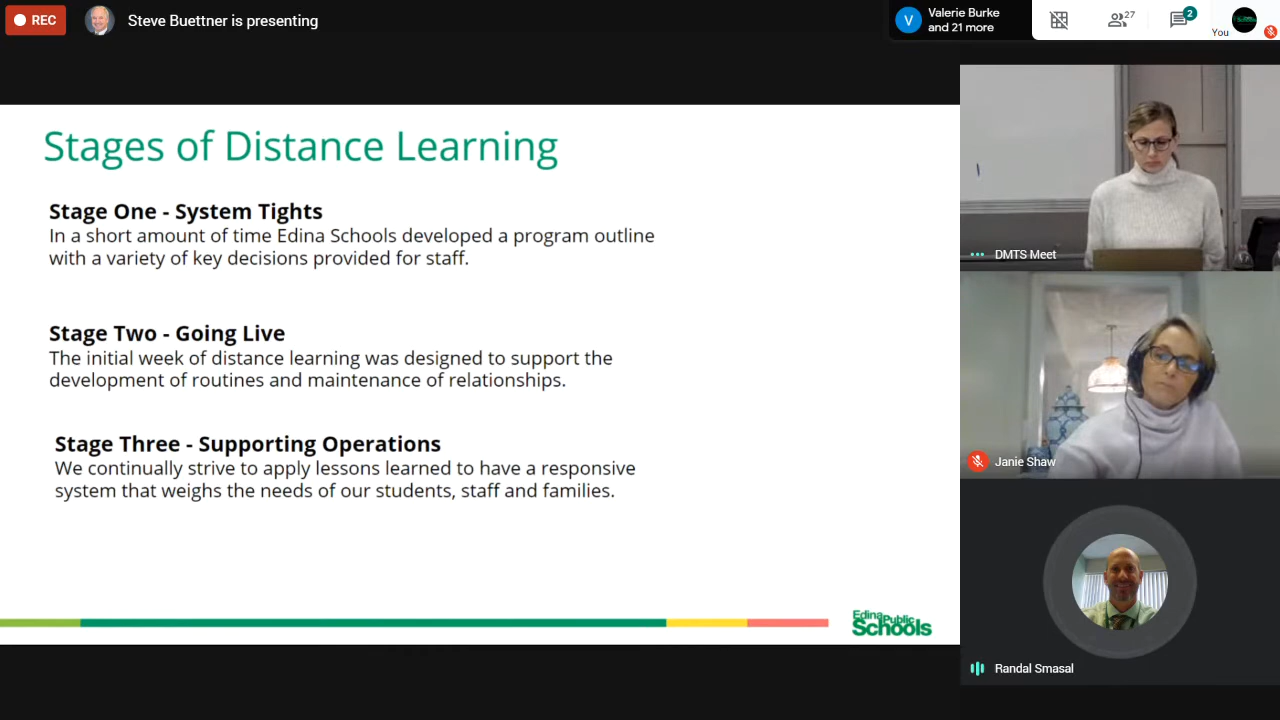 REC
Steve Buettner is presenting
V
Valerie Burke
and 21 more
27
2
You
Stages of Distance Learning
Stage One - System Tights
In a short amount of time Edina Schools developed a program outline
with a variety of key decisions provided for staff.
Stage Two - Going Live
The initial week of distance learning was designed to support the
development of routines and maintenance of relationships.
Stage Three - Supporting Operations
We continually strive to apply lessons learned to have a responsive
system that weighs the needs of our students, staff and families.
Edina Public
Schools
DMTS Meet
Janie Shaw
Randal Smasal